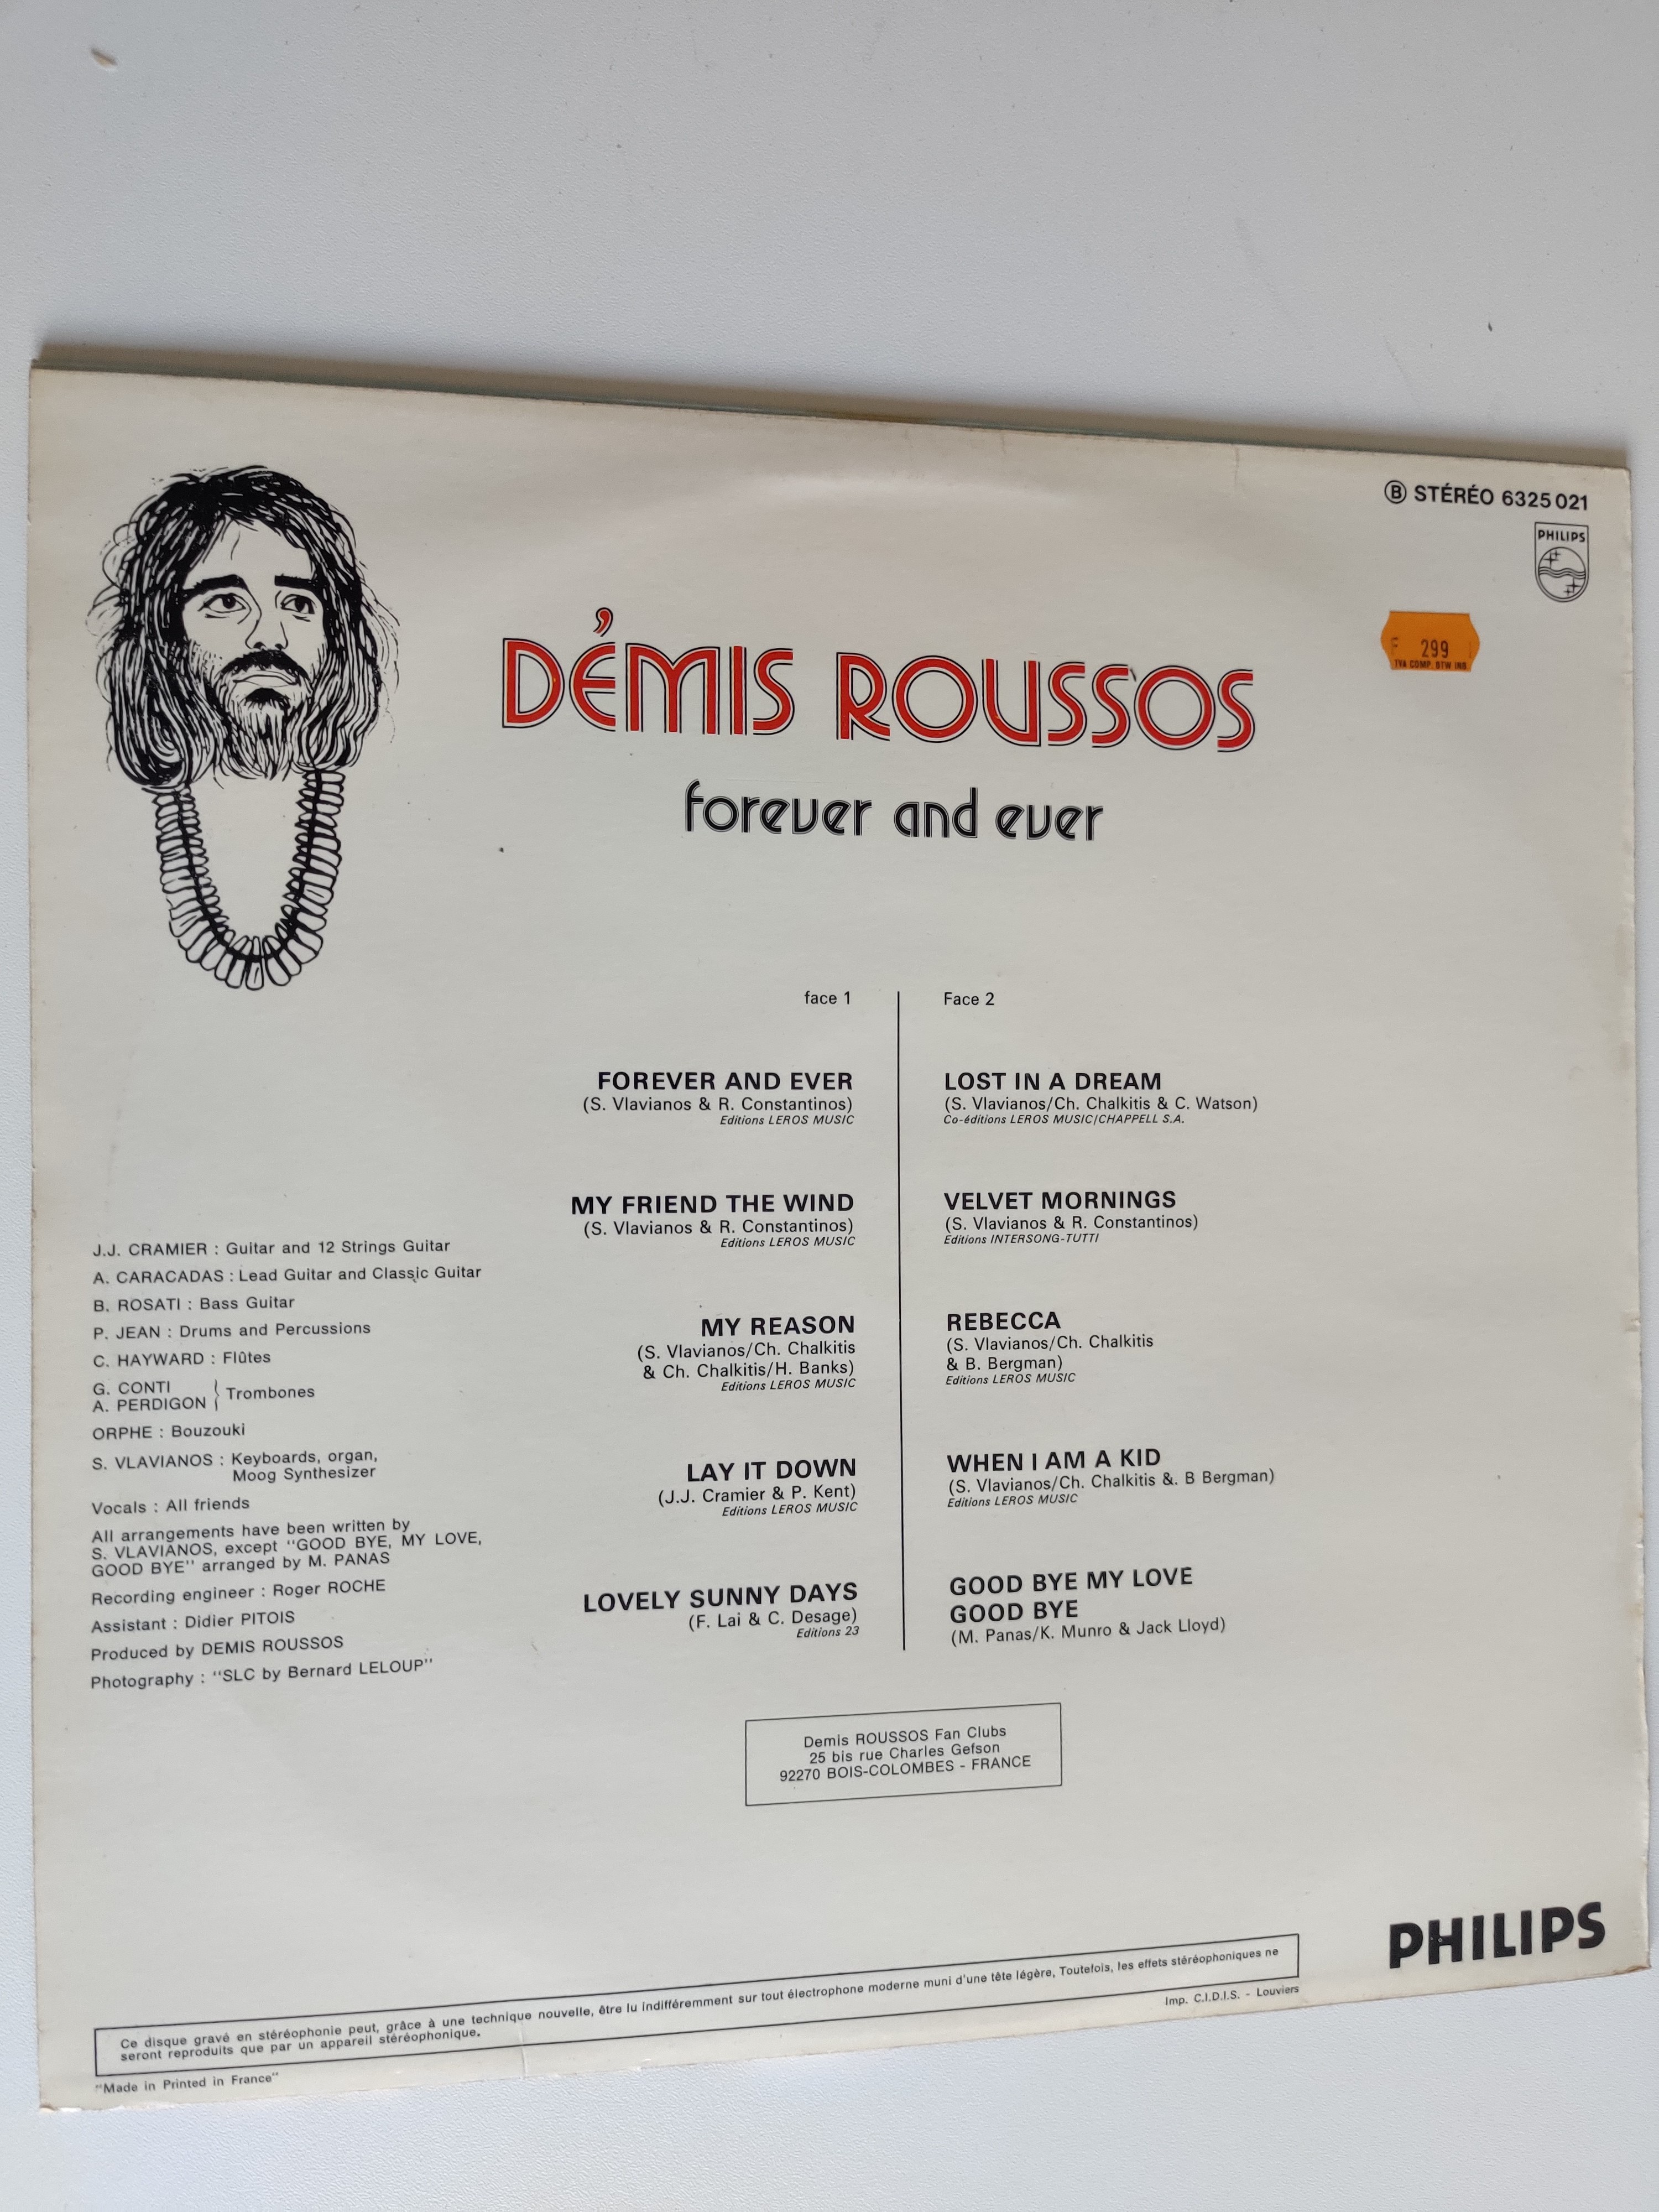 Ⓑ STÉRÉO 6325 021
PHILIPS
F 299
TVA COMP. BTW INB.
DÉMIS ROUSSOS
forever and ever
face 1
FOREVER AND EVER
(S. Vlavianos & R. Constantinos)
Editions LEROS MUSIC
MY FRIEND THE WIND
(S. Vlavianos & R. Constantinos)
Editions LEROS MUSIC
MY REASON
(S. Vlavianos/Ch. Chalkitis
& Ch. Chalkitis/H. Banks)
Editions LEROS MUSIC
LAY IT DOWN
(J.J. Cramier & P. Kent)
Editions LEROS MUSIC
LOVELY SUNNY DAYS
(F. Lai & C. Desage)
Editions 23
Face 2
LOST IN A DREAM
(S. Vlavianos/Ch. Chalkitis & C. Watson)
Co-éditions LEROS MUSIC/CHAPPELL S.A.
VELVET MORNINGS
(S. Vlavianos & R. Constantinos)
Editions INTERSONG-TUTTI
REBECCA
(S. Vlavianos/Ch. Chalkitis
& B. Bergman)
Editions LEROS MUSIC
WHEN I AM A KID
(S. Vlavianos/Ch. Chalkitis &. B Bergman)
Editions LEROS MUSIC
GOOD BYE MY LOVE
GOOD BYE
(M. Panas/K. Munro & Jack Lloyd)
J.J. CRAMIER : Guitar and 12 Strings Guitar
A. CARACADAS : Lead Guitar and Classic Guitar
B. ROSATI : Bass Guitar
P. JEAN : Drums and Percussions
C. HAYWARD : Flûtes
G. CONTI
A. PERDIGON } Trombones
ORPHE : Bouzouki
S. VLAVIANOS : Keyboards, organ,
Moog Synthesizer
Vocals : All friends
All arrangements have been written by
S. VLAVIANOS, except "GOOD BYE, MY LOVE,
GOOD BYE" arranged by M. PANAS
Recording engineer : Roger ROCHE
Assistant : Didier PITOIS
Produced by DEMIS ROUSSOS
Photography : "SLC by Bernard LELOUP"
Demis ROUSSOS Fan Clubs
25 bis rue Charles Gefson
92270 BOIS-COLOMBES - FRANCE
PHILIPS
Ce disque gravé en stéréophonie peut, grâce à une technique nouvelle, être lu indifféremment sur tout électrophone moderne muni d'une tête légère, Toutefois, les effets stéréophoniques ne
seront reproduits que par un appareil stéréophonique.
Imp. C.I.D.I.S. - Louviers
"Made in Printed in France"